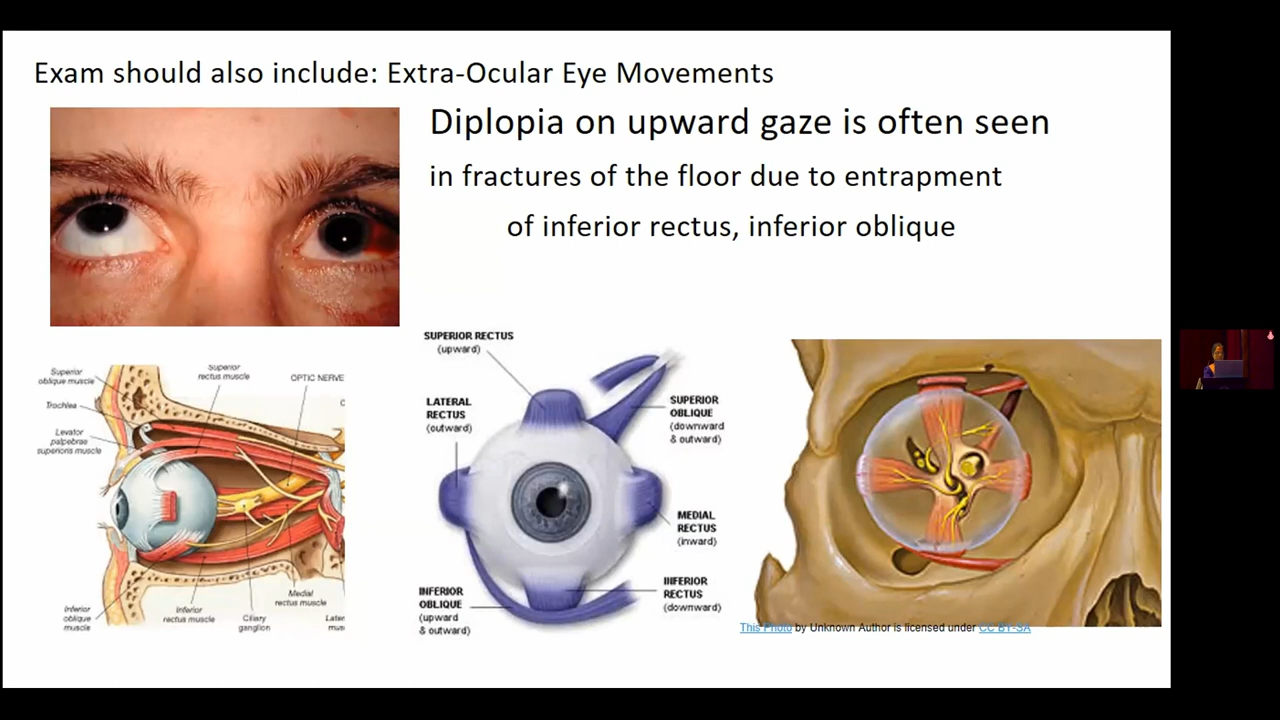 Exam should also include: Extra-Ocular Eye Movements
Diplopia on upward gaze is often seen
in fractures of the floor due to entrapment
of inferior rectus, inferior oblique
Superior
oblique muscle
Trochlea
Levator
palpebrae
superioris muscle
Superior
rectus muscle
OPTIC NERVE
C
Inferior
oblique
muscle
Inferior
rectus muscle
Ciliary
ganglion
Medial
rectus muscle
Later
mus
SUPERIOR RECTUS
(upward)
LATERAL
RECTUS
(outward)
SUPERIOR
OBLIQUE
(downward
& outward)
MEDIAL
RECTUS
(inward)
INFERIOR
OBLIQUE
(upward
& outward)
INFERIOR
RECTUS
(downward)
This Photo by Unknown Author is licensed under CC BY-SA